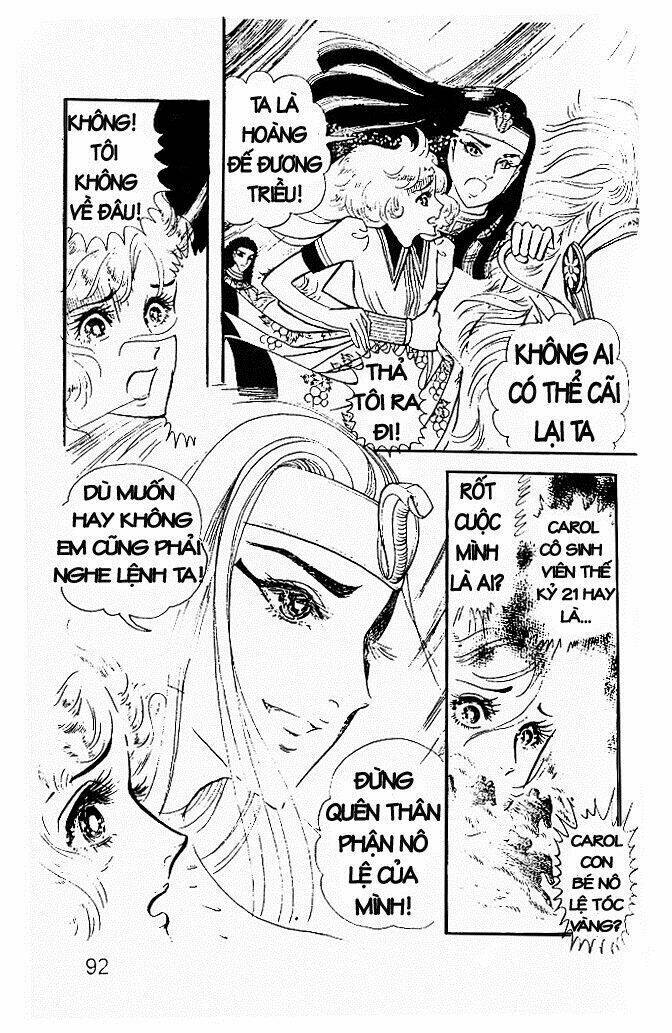 KHÔNG!
TÔI
KHÔNG
VỀ ĐÂU!
TA LÀ
HOÀNG
ĐẾ ĐƯƠNG
TRIỀU!
THẢ
TÔI RA
ĐI!
KHÔNG AI
CÓ THỂ CÃI
LẠI TA
DÙ MUỐN
HAY KHÔNG
EM CŨNG PHẢI
NGHE LỆNH TA!
ĐỪNG
QUÊN THÂN
PHẬN NÔ
LỆ CỦA
MÌNH!
RỐT
CUỘC
MÌNH
LÀ AI?
CAROL
CÔ SINH
VIÊN THẾ
KỶ 21 HAY
LÀ...
CAROL
CON
BÉ NÔ
LỆ TÓC
VÀNG?
92